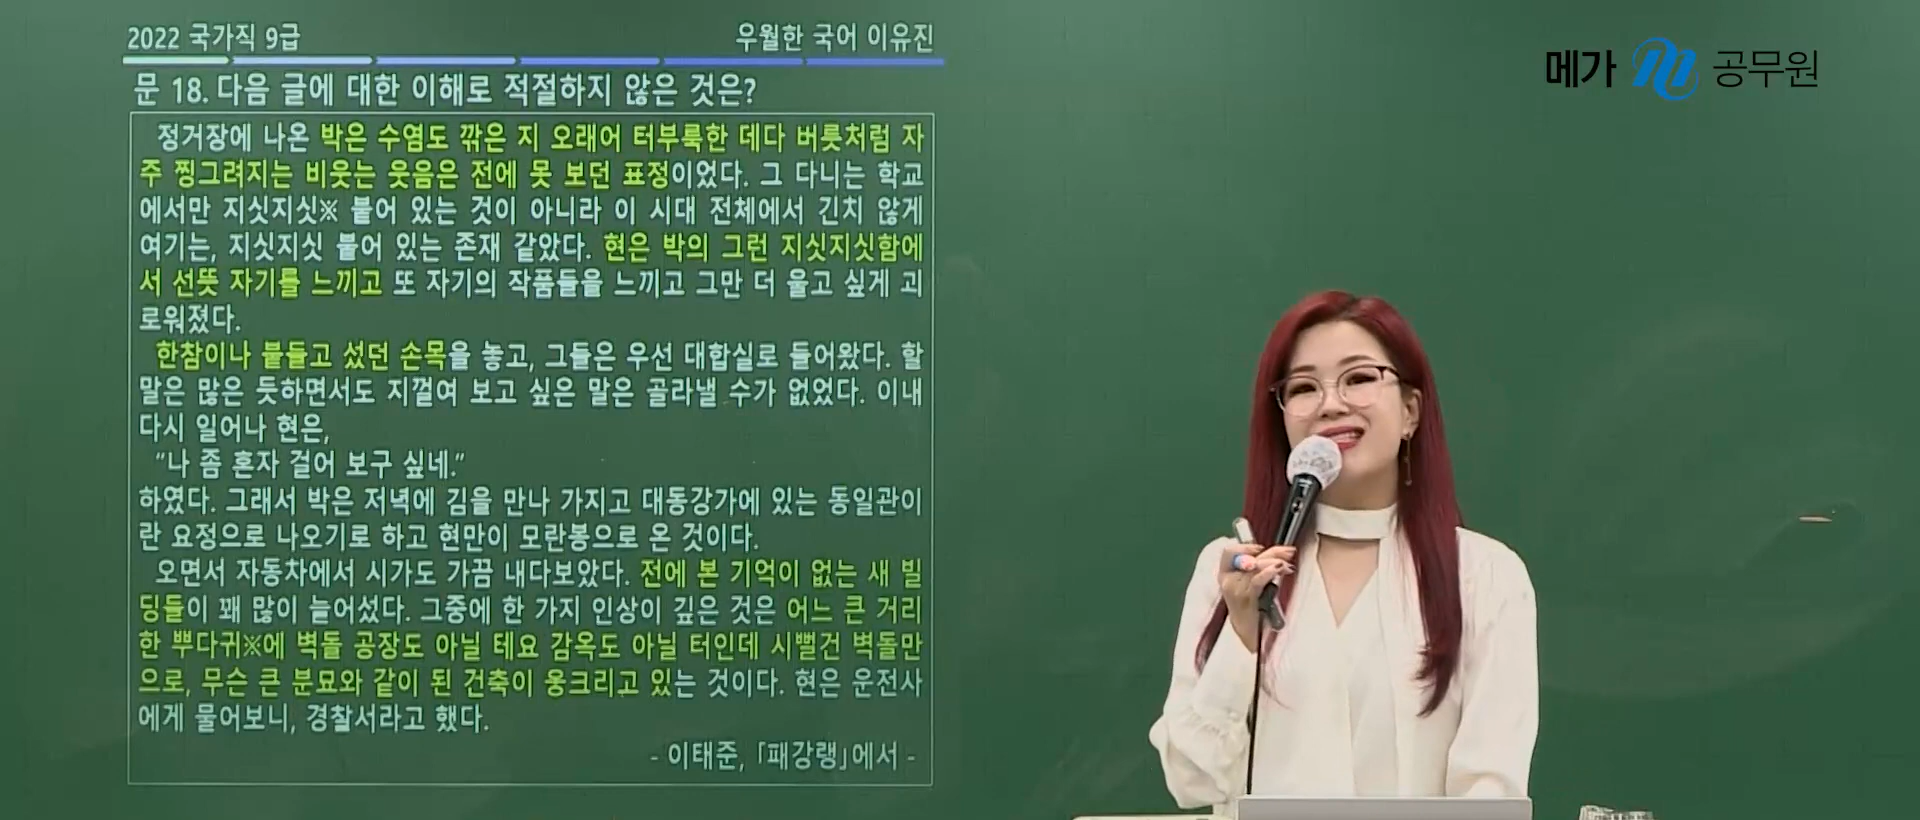 2022 국가직 9급
우월한 국어 이유진
메가 공무원
문 18. 다음 글에 대한 이해로 적절하지 않은 것은?
정거장에 나온 박은 수염도 깎은 지 오래어 터부룩한 데다 버릇처럼 자
주 찡그려지는 비웃는 웃음은 전에 못 보던 표정이었다. 그 다니는 학교
에서만 지싯지싯※ 붙어 있는 것이 아니라 이 시대 전체에서 긴치 않게
여기는, 지싯지싯 붙어 있는 존재 같았다. 현은 박의 그런 지싯지싯함에
서 선뜻 자기를 느끼고 또 자기의 작품들을 느끼고 그만 더 울고 싶게 괴
로워졌다.
한참이나 붙들고 섰던 손목을 놓고, 그들은 우선 대합실로 들어왔다. 할
말은 많은 듯하면서도 지껄여 보고 싶은 말은 골라낼 수가 없었다. 이내
다시 일어나 현은,
“나 좀 혼자 걸어 보구 싶네.”
하였다. 그래서 박은 저녁에 김을 만나 가지고 대동강가에 있는 동일관이
란 요정으로 나오기로 하고 현만이 모란봉으로 온 것이다.
오면서 자동차에서 시가도 가끔 내다보았다. 전에 본 기억이 없는 새 빌
딩들이 꽤 많이 늘어섰다. 그중에 한 가지 인상이 깊은 것은 어느 큰 거리
한 뿌다귀※에 벽돌 공장도 아닐 테요 감옥도 아닐 터인데 시뻘건 벽돌만
으로, 무슨 큰 분묘와 같이 된 건축이 웅크리고 있는 것이다. 현은 운전사
에게 물어보니, 경찰서라고 했다.
- 이태준, 「패강랭」에서 -